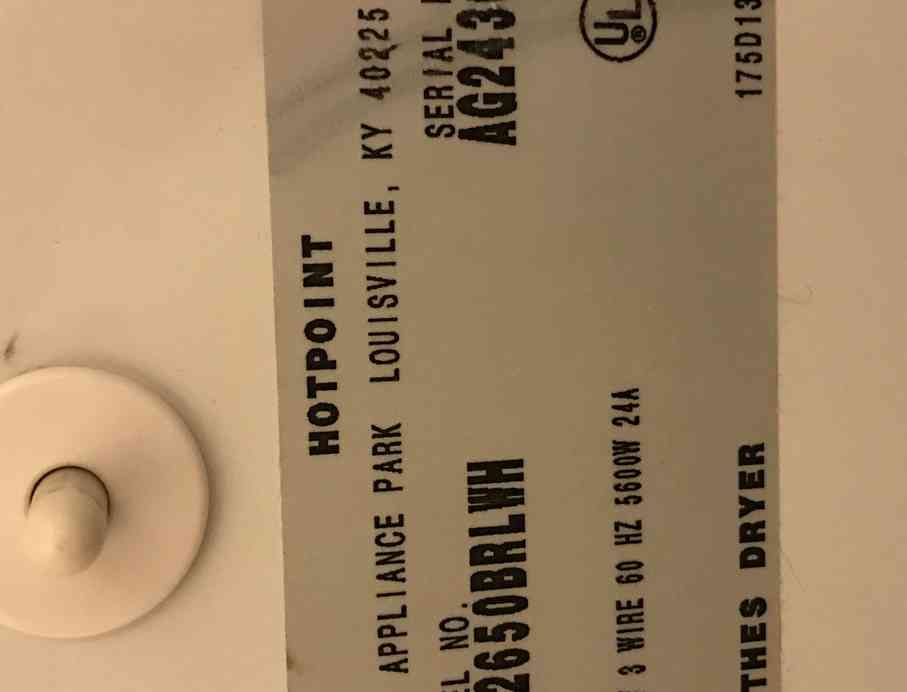 HOTPOINT
APPLIANCE PARK LOUISVILLE, KY 40225
EL NO. SERIAL
2650BRLWH AG243
3 WIRE 60 HZ 5600W 24A
UL ®
THES DRYER 175D13